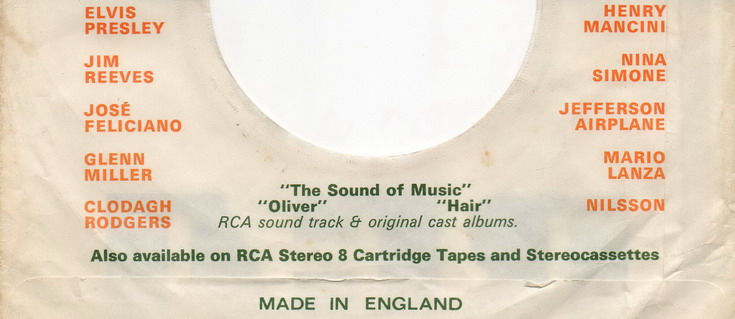 ELVIS
PRESLEY
HENRY
MANCINI
JIM
REEVES
NINA
SIMONE
JOSÉ
FELICIANO
JEFFERSON
AIRPLANE
GLENN
MILLER
MARIO
LANZA
CLODAGH
RODGERS
NILSSON
"The Sound of Music"
"Oliver" "Hair"
RCA sound track & original cast albums.
Also available on RCA Stereo 8 Cartridge Tapes and Stereocassettes
MADE IN ENGLAND